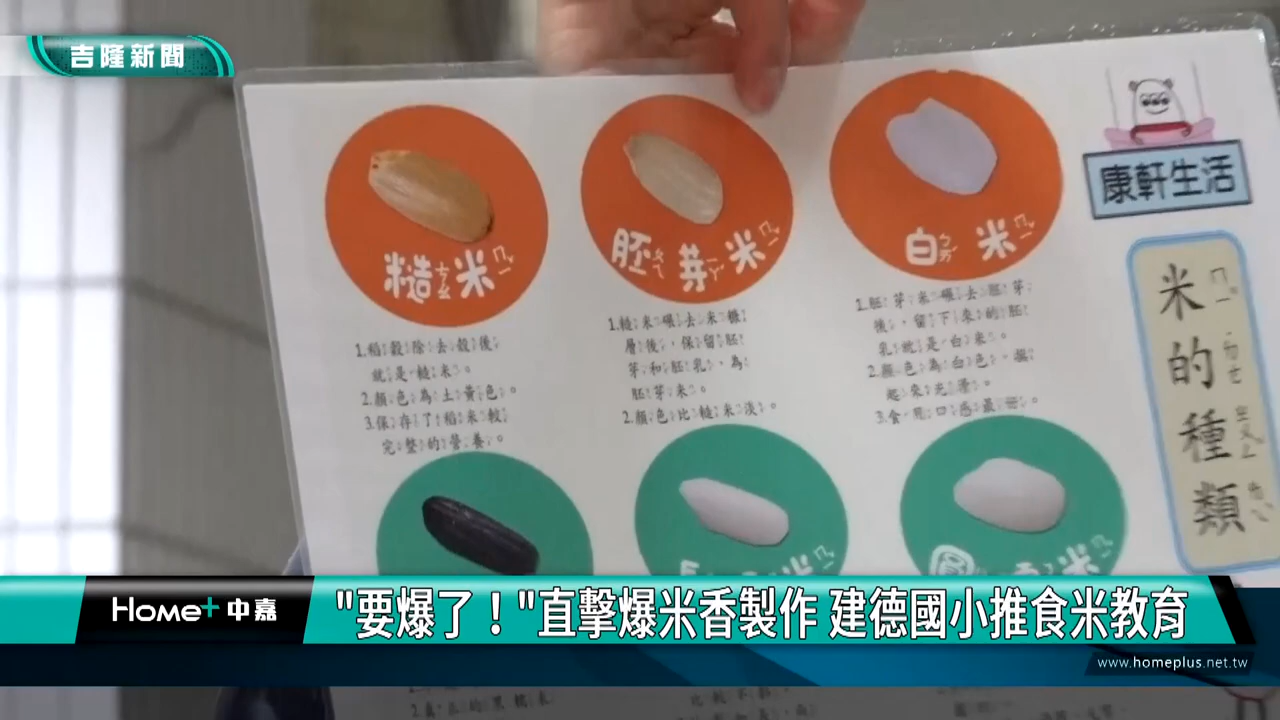 吉隆新聞
康軒生活
米的種類
糙米
1.稻穀除去穀後
就是糙米。
2.顏色為土黃色。
3.保存了稻米較
完整的營養。
胚芽米
1.糙米碾去米糠
層後,保留胚
芽和胚乳,為
胚芽米。
2.顏色比糙米淡。
白米
1.胚芽米碾去胚芽
後,留下來的胚
乳就是白米。
2.顏色為白色,摸
起來光滑。
3.食用口感最細。
Home+ 中嘉
"要爆了！"直擊爆米香製作 建德國小推食米教育
www.homeplus.net.tw